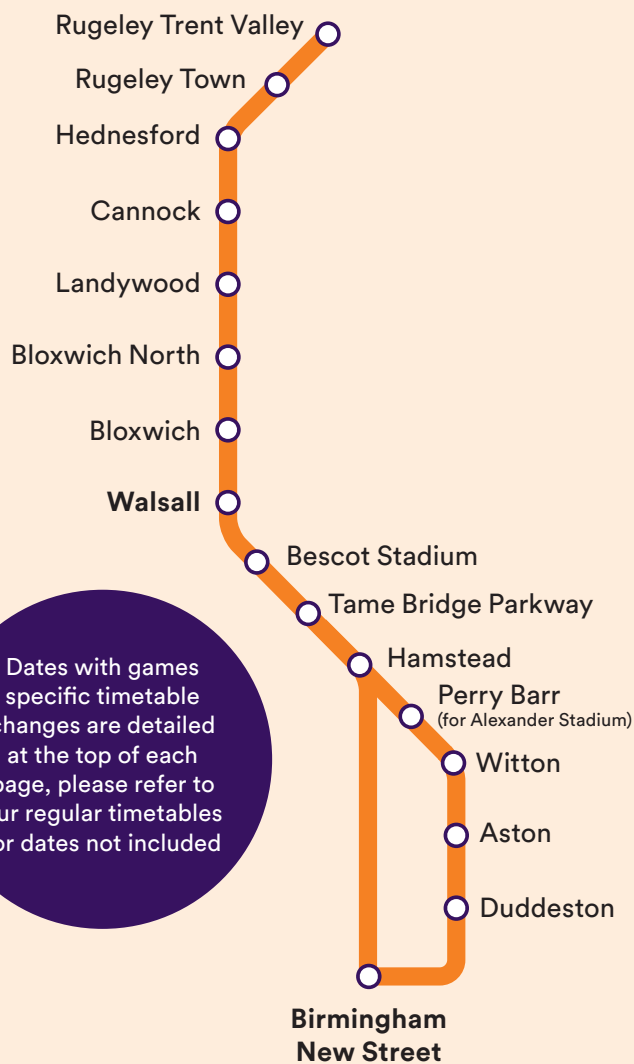 Rugeley Trent Valley
Rugeley Town
Hednesford
Cannock
Landywood
Bloxwich North
Bloxwich
Walsall
Bescot Stadium
Tame Bridge Parkway
Hamstead
Perry Barr
(for Alexander Stadium)
Witton
Aston
Duddeston
Birmingham
New Street
Dates with games
specific timetable
changes are detailed
at the top of each
page, please refer to
ur regular timetables
or dates not included